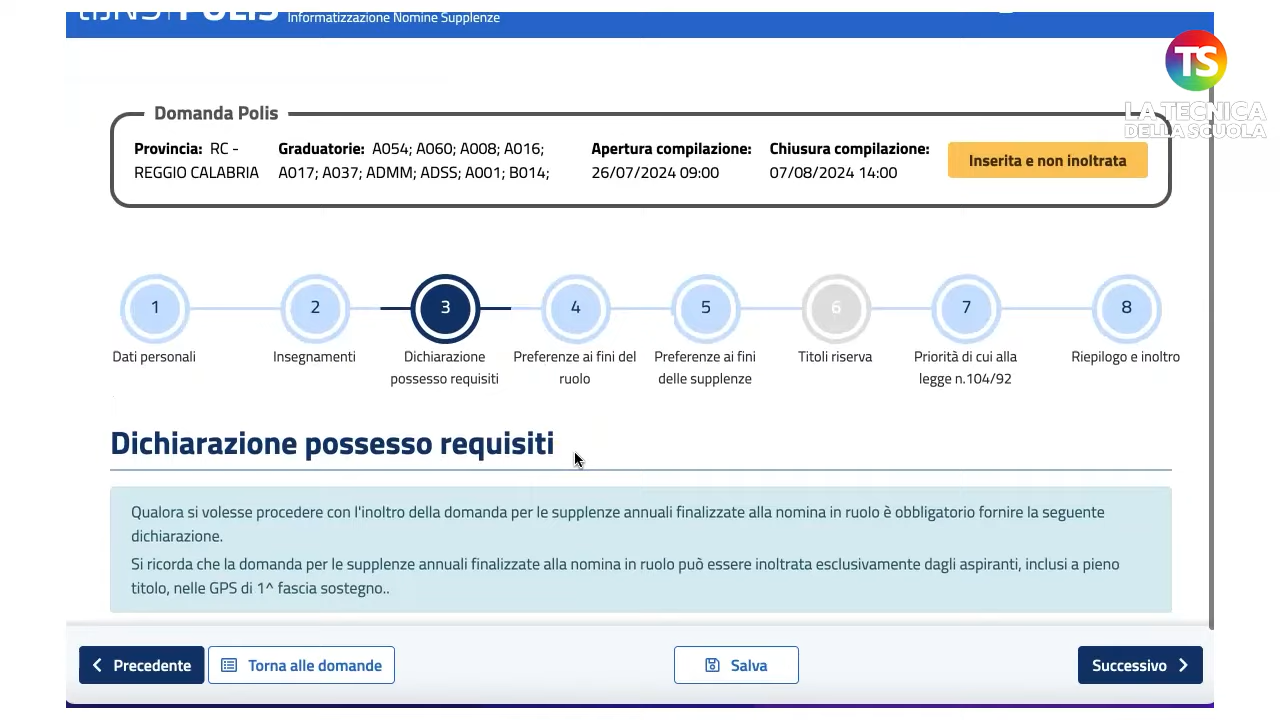 POLIS Informatizzazione Nomine Supplenze
TS
LA TECNICA
DELLA SCUOLA
Domanda Polis
Provincia: RC - REGGIO CALABRIA
Graduatorie: A054; A060; A008; A016;
A017; A037; ADMM; ADSS; A001; B014;
Apertura compilazione:
26/07/2024 09:00
Chiusura compilazione:
07/08/2024 14:00
Inserita e non inoltrata
1
Dati personali
2
Insegnamenti
3
Dichiarazione
possesso requisiti
4
Preferenze ai fini del
ruolo
5
Preferenze ai fini
delle supplenze
6
Titoli riserva
7
Priorità di cui alla
legge n.104/92
8
Riepilogo e inoltro
Dichiarazione possesso requisiti
Qualora si volesse procedere con l'inoltro della domanda per le supplenze annuali finalizzate alla nomina in ruolo è obbligatorio fornire la seguente
dichiarazione.
Si ricorda che la domanda per le supplenze annuali finalizzate alla nomina in ruolo può essere inoltrata esclusivamente dagli aspiranti, inclusi a pieno
titolo, nelle GPS di 1^ fascia sostegno..
Precedente
Torna alle domande
Salva
Successivo